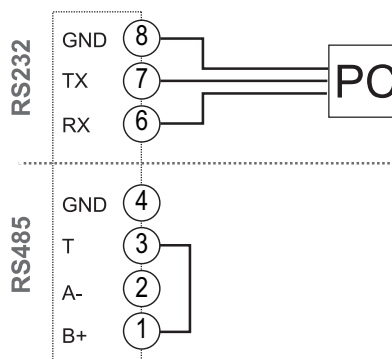 RS232
GND 8
TX 7
RX 6
PC
RS485
GND 4
T 3
A- 2
B+ 1